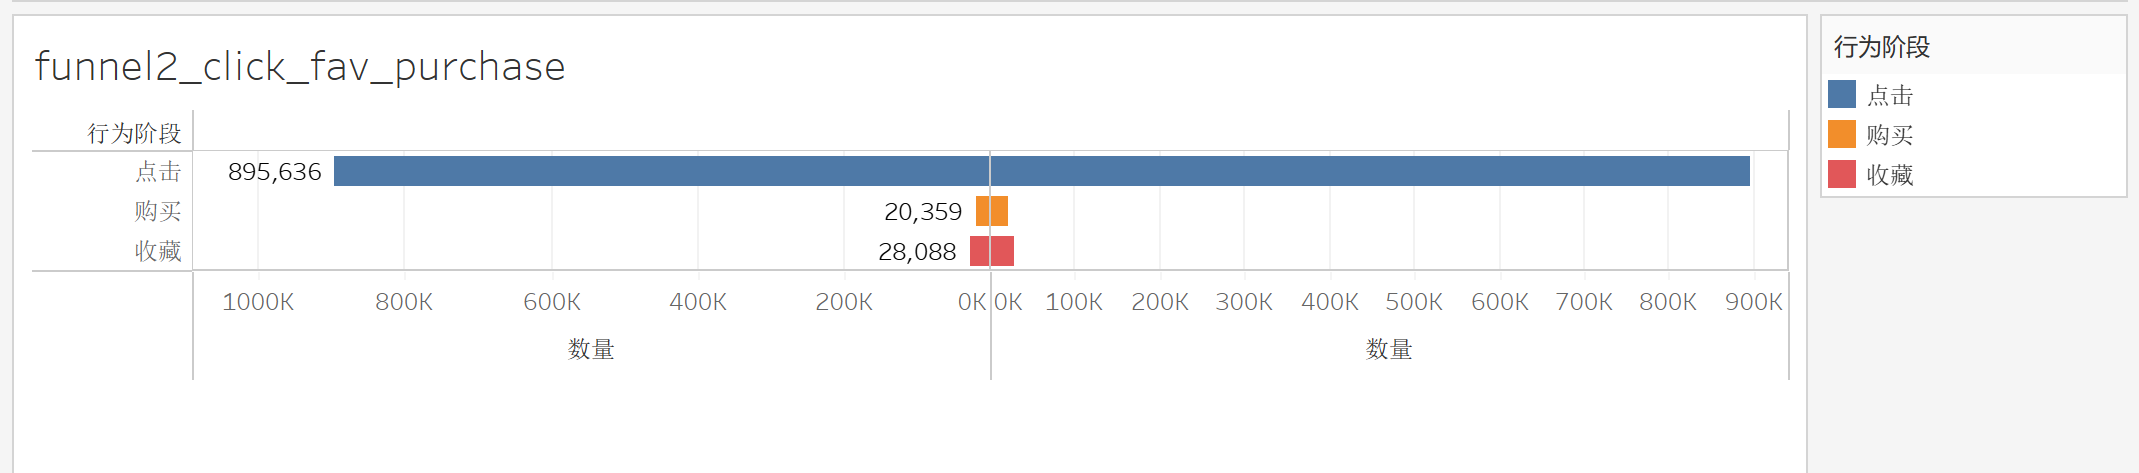 funnel2_click_fav_purchase
行为阶段
点击 895,636
购买 20,359
收藏 28,088
1000K 800K 600K 400K 200K 0K 0K 100K 200K 300K 400K 500K 600K 700K 800K 900K
数量 数量
行为阶段
点击
购买
收藏